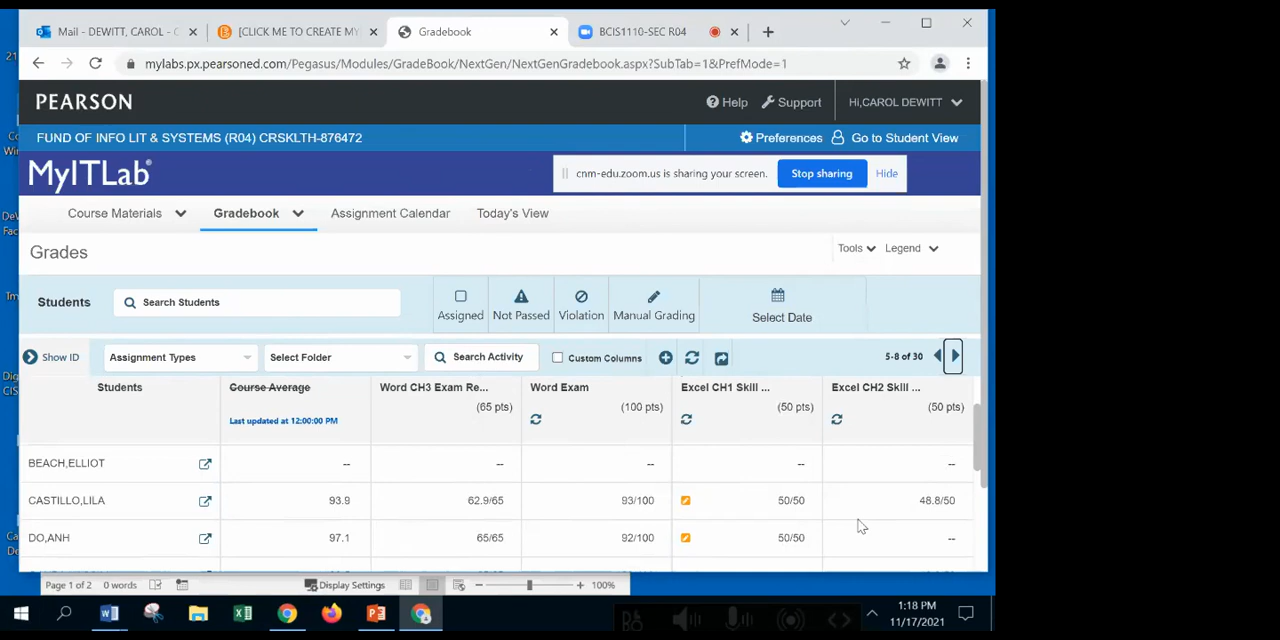 Mail - DEWITT, CAROL - C
[CLICK ME TO CREATE MY
Gradebook
BCIS1110-SEC R04
mylabs.px.pearsoned.com/Pegasus/Modules/GradeBook/NextGen/NextGenGradebook.aspx?SubTab=1&PrefMode=1
PEARSON
Help
Support
Hi,CAROL DEWITT
FUND OF INFO LIT & SYSTEMS (R04) CRSKLTH-876472
Preferences
Go to Student View
MyITLab®
cnm-edu.zoom.us is sharing your screen.
Stop sharing
Hide
Course Materials
Gradebook
Assignment Calendar
Today's View
Grades
Tools
Legend
Students
Search Students
Assigned
Not Passed
Violation
Manual Grading
Select Date
Show ID
Assignment Types
Select Folder
Search Activity
Custom Columns
5-8 of 30
Students
Course Average
Word CH3 Exam Re...
Word Exam
Excel CH1 Skill ...
Excel CH2 Skill ...
Last updated at 12:00:00 PM
(65 pts)
(100 pts)
(50 pts)
(50 pts)
BEACH,ELLIOT -- -- -- -- --
CASTILLO,LILA 93.9 62.9/65 93/100 50/50 48.8/50
DO,ANH 97.1 65/65 92/100 50/50 --
Page 1 of 2
0 words
Display Settings
100%
1:18 PM
11/17/2021